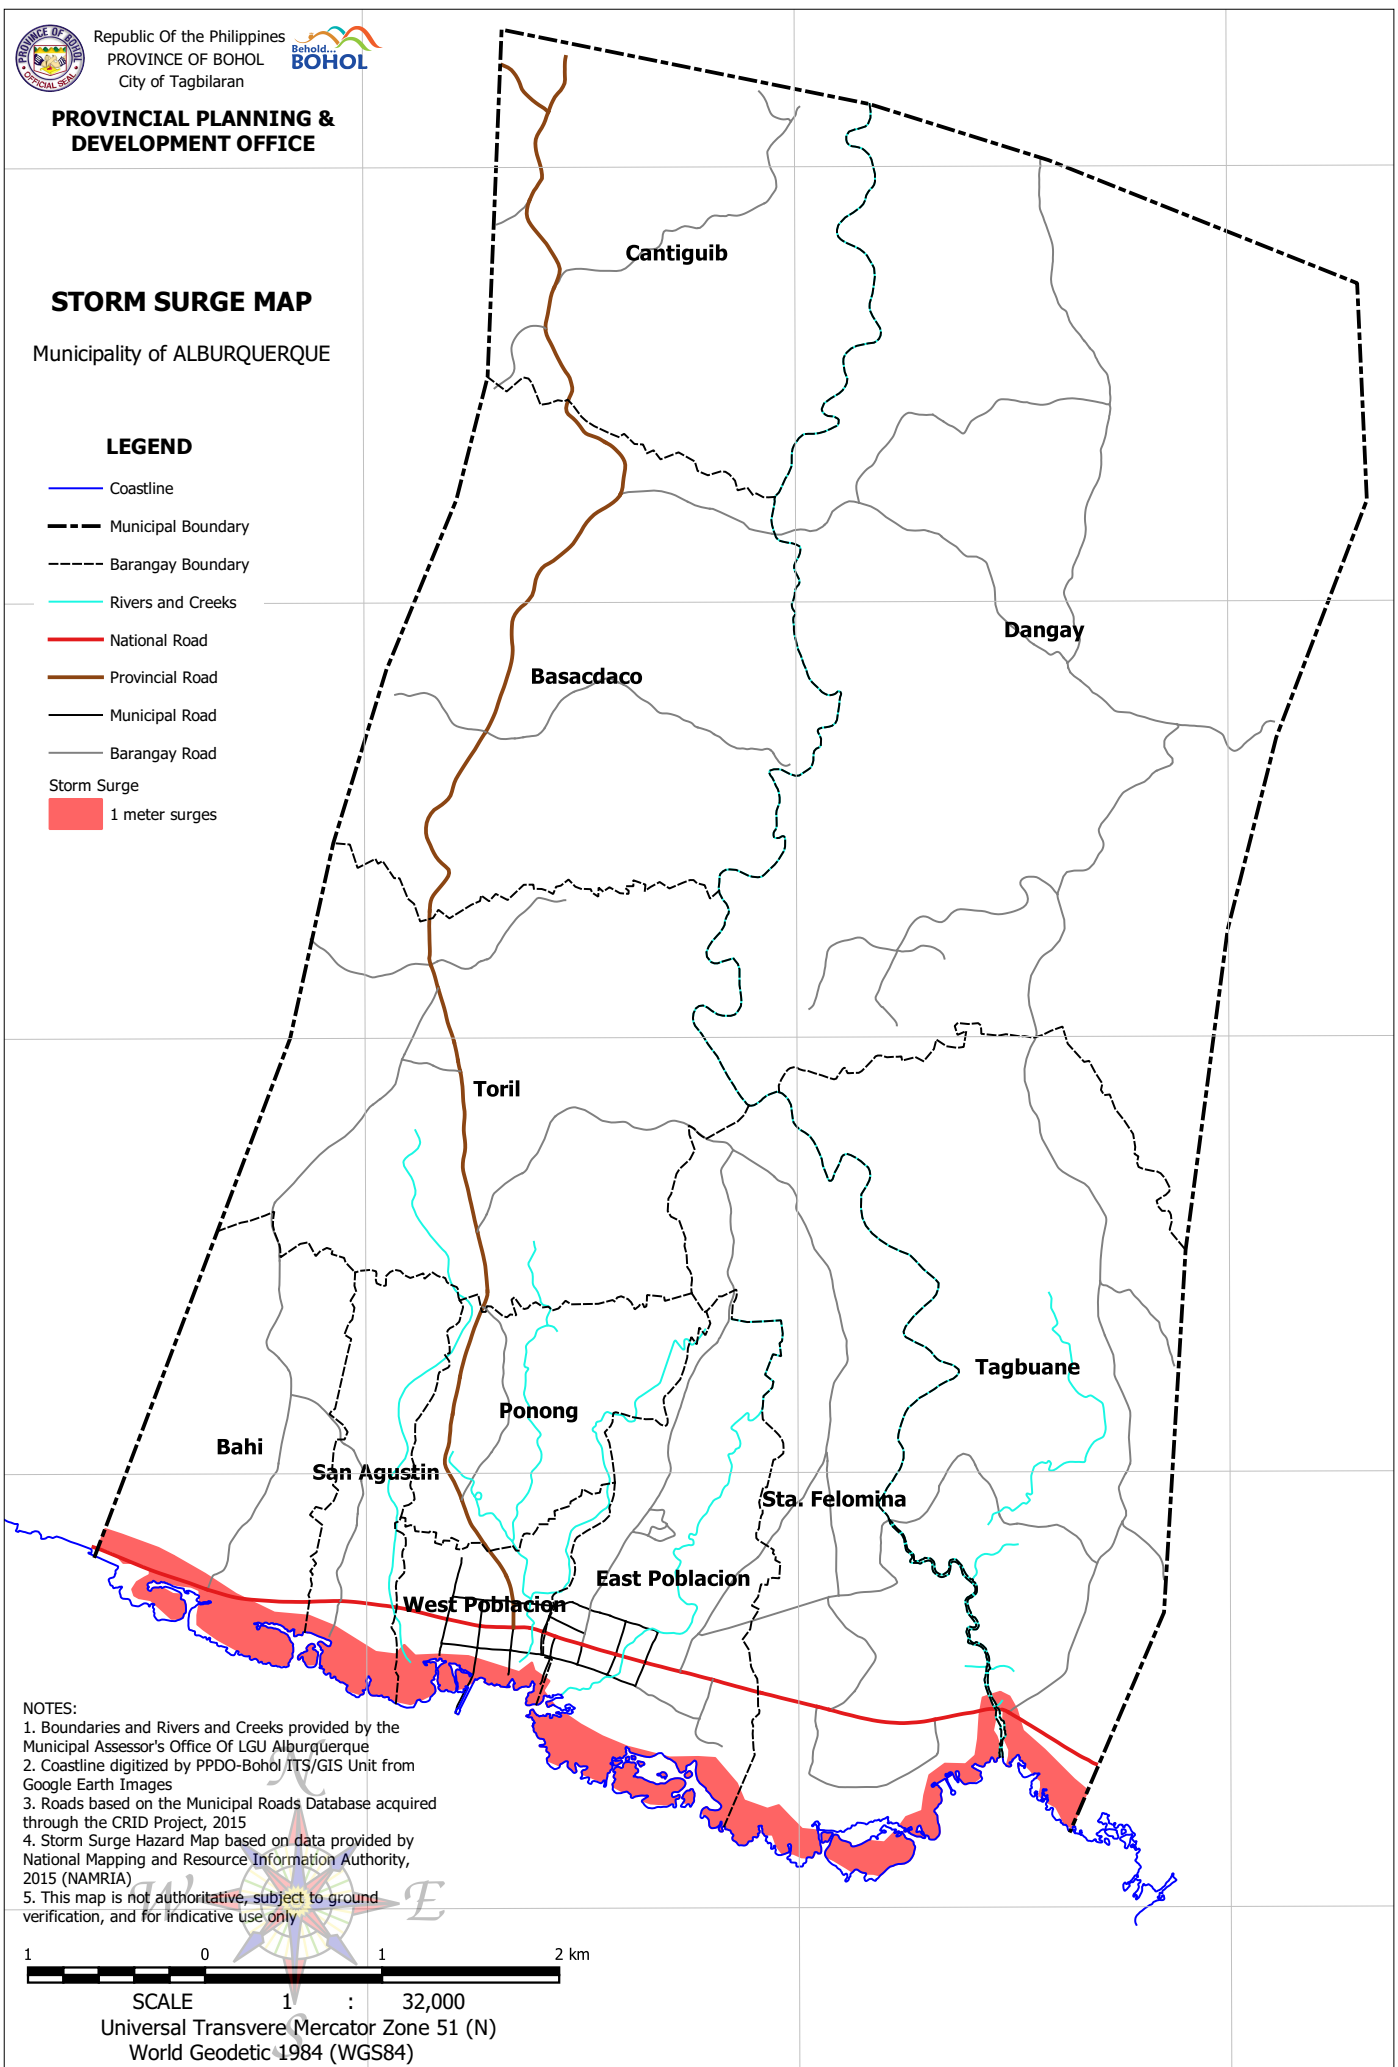 PROVINCE OF BOHOL
OFFICIAL SEAL
Republic Of the Philippines
PROVINCE OF BOHOL
City of Tagbilaran
Behold...
BOHOL
PROVINCIAL PLANNING &
DEVELOPMENT OFFICE
STORM SURGE MAP
Municipality of ALBURQUERQUE
LEGEND
Coastline
Municipal Boundary
Barangay Boundary
Rivers and Creeks
National Road
Provincial Road
Municipal Road
Barangay Road
Storm Surge
1 meter surges
Cantiguib
Dangay
Basacdaco
Toril
Tagbuane
Ponong
Bahi
San Agustin
Sta. Felomina
East Poblacion
West Poblacion
NOTES:
1. Boundaries and Rivers and Creeks provided by the
Municipal Assessor's Office Of LGU Alburquerque
2. Coastline digitized by PPDO-Bohol ITS/GIS Unit from
Google Earth Images
3. Roads based on the Municipal Roads Database acquired
through the CRID Project, 2015
4. Storm Surge Hazard Map based on data provided by
National Mapping and Resource Information Authority,
2015 (NAMRIA)
5. This map is not authoritative, subject to ground
verification, and for indicative use only
N
W
E
S
1 0 1 2 km
SCALE 1 : 32,000
Universal Transvere Mercator Zone 51 (N)
World Geodetic 1984 (WGS84)